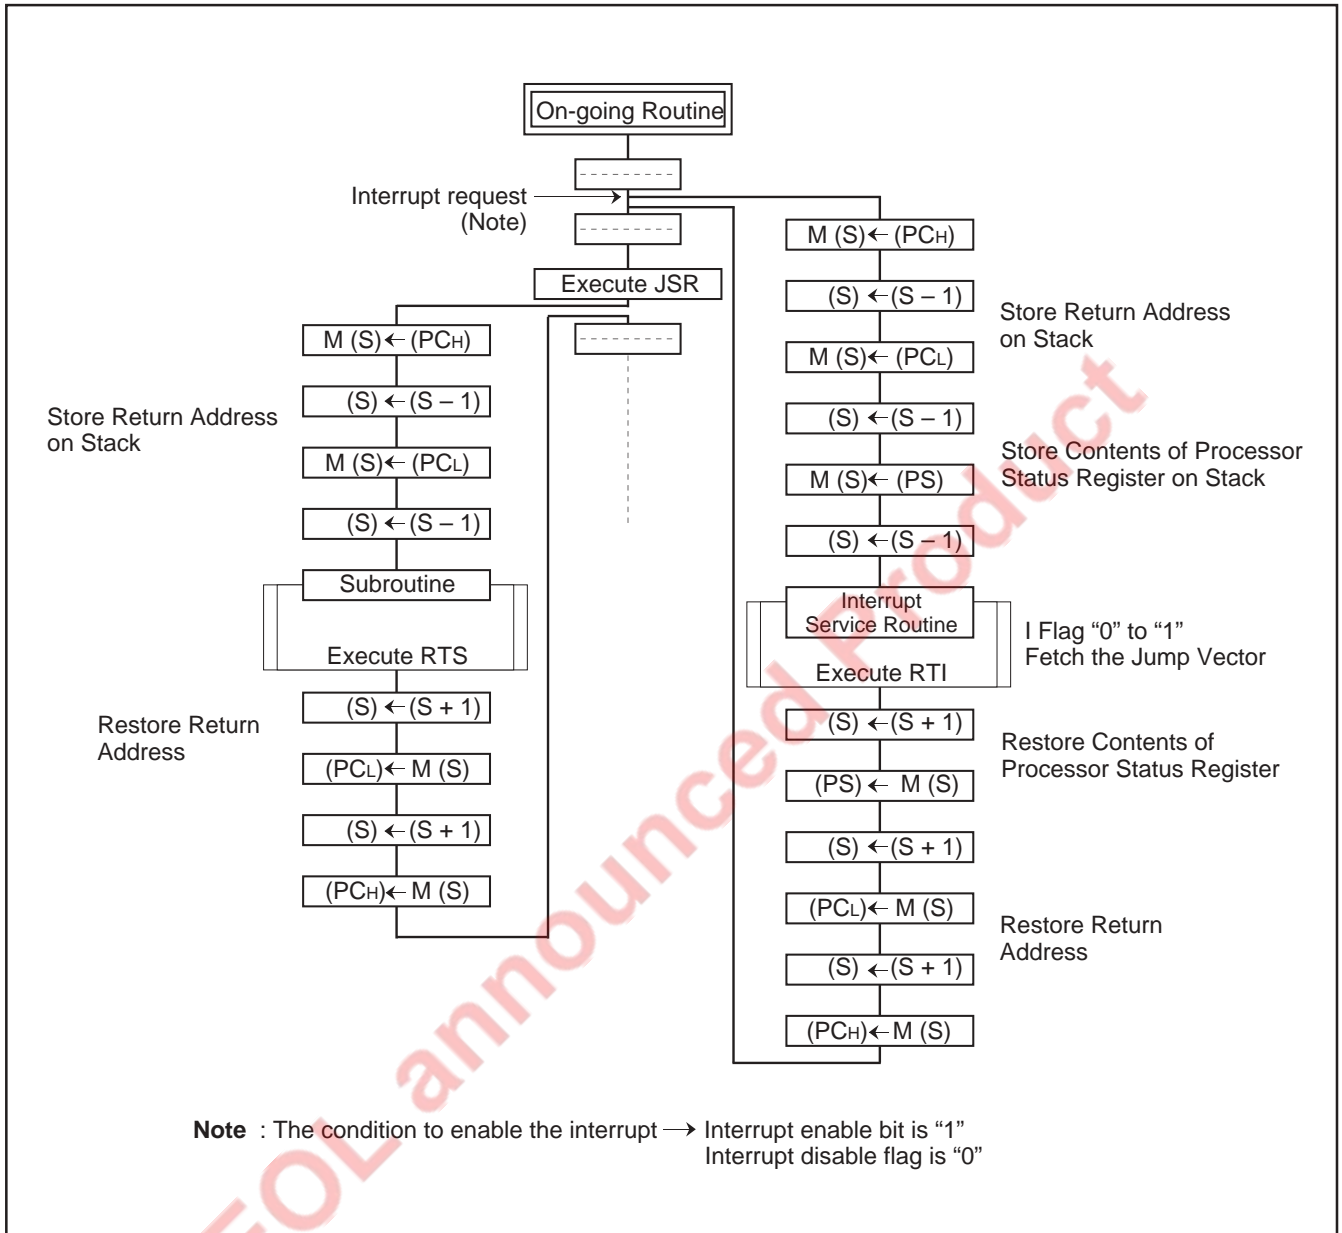 On-going Routine
Interrupt request
(Note)
Execute JSR
M (S) ← (PCH)
(S) ← (S – 1)
M (S) ← (PCL)
(S) ← (S – 1)
Store Return Address
on Stack
Subroutine
Execute RTS
(S) ← (S + 1)
(PCL) ← M (S)
(S) ← (S + 1)
(PCH) ← M (S)
Restore Return
Address
M (S) ← (PCH)
(S) ← (S – 1)
M (S) ← (PCL)
(S) ← (S – 1)
M (S) ← (PS)
(S) ← (S – 1)
Store Return Address
on Stack
Store Contents of Processor
Status Register on Stack
Interrupt
Service Routine
Execute RTI
I Flag “0” to “1”
Fetch the Jump Vector
(S) ← (S + 1)
(PS) ← M (S)
(S) ← (S + 1)
(PCL) ← M (S)
(S) ← (S + 1)
(PCH) ← M (S)
Restore Contents of
Processor Status Register
Restore Return
Address
Note : The condition to enable the interrupt → Interrupt enable bit is “1”
Interrupt disable flag is “0”
EOL announced Product